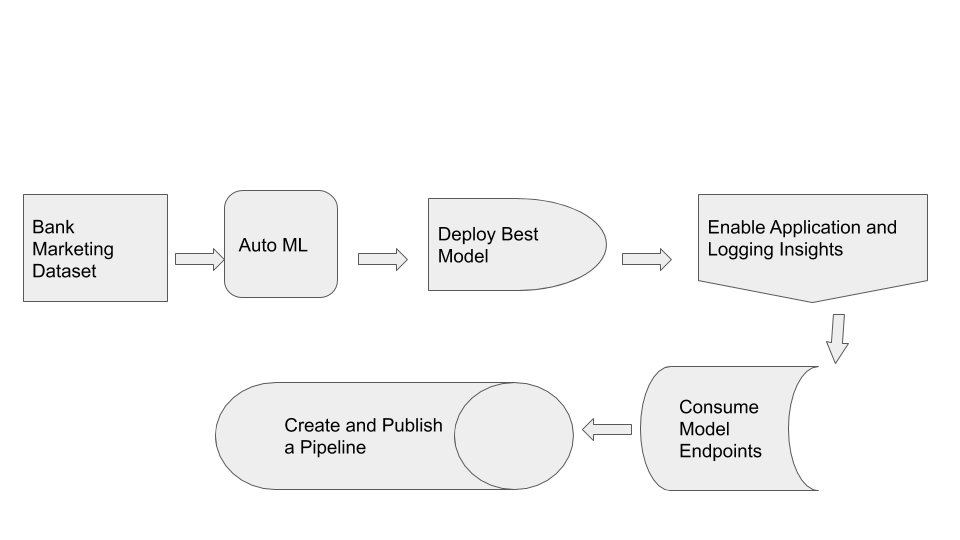 Bank
Marketing
Dataset
Auto ML
Deploy Best
Model
Enable Application and
Logging Insights
Consume
Model
Endpoints
Create and Publish
a Pipeline